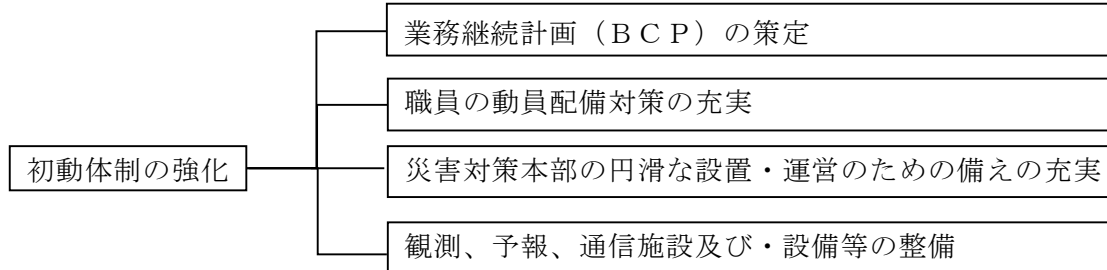 業務継続計画（ＢＣＰ）の策定
職員の動員配備対策の充実
初動体制の強化
災害対策本部の円滑な設置・運営のための備えの充実
観測、予報、通信施設及び・設備等の整備